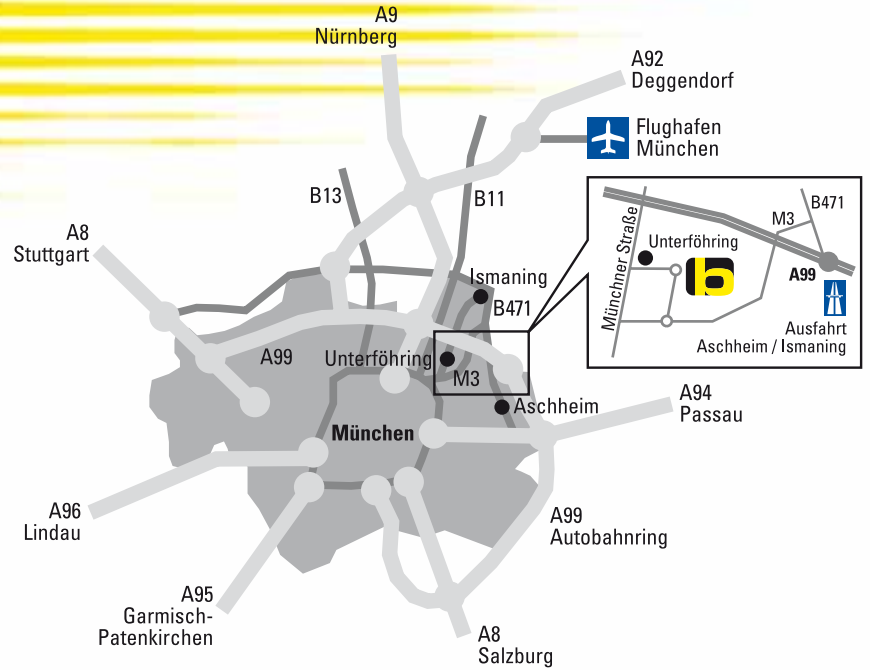 A9
Nürnberg
A92
Deggendorf
Flughafen
München
B13
B11
A8
Stuttgart
Ismaning
B471
A99
Unterföhring
M3
Aschheim
München
A94
Passau
A96
Lindau
A99
Autobahnring
A95
Garmisch-
Patenkirchen
A8
Salzburg
Münchner Straße
Unterföhring
b
M3
B471
A99
Ausfahrt
Aschheim / Ismaning